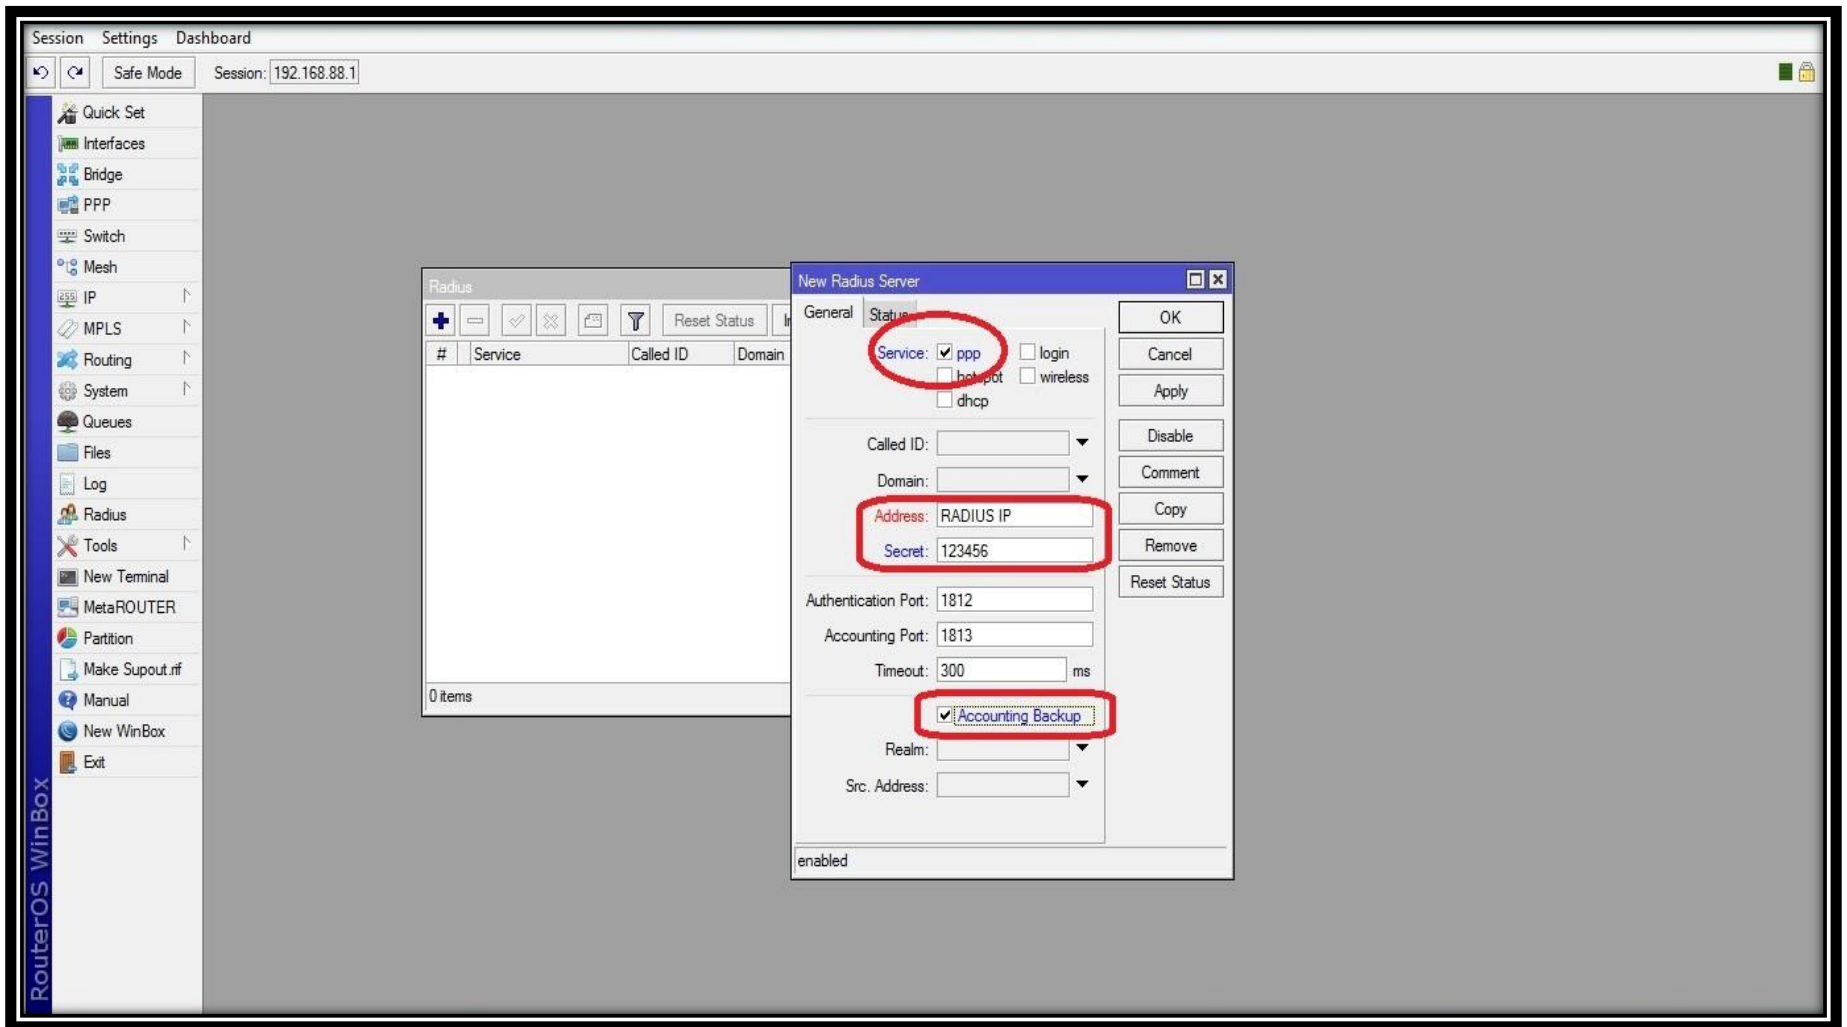 Session Settings Dashboard
Safe Mode Session: 192.168.88.1
Quick Set
Interfaces
Bridge
PPP
Switch
Mesh
IP
MPLS
Routing
System
Queues
Files
Log
Radius
Tools
New Terminal
MetaROUTER
Partition
Make Supout.rif
Manual
New WinBox
Exit
RouterOS WinBox
Radius
Reset Status
# Service Called ID Domain
0 items
New Radius Server
General Status
Service: ppp login
hotspot wireless
dhcp
Called ID:
Domain:
Address: RADIUS IP
Secret: 123456
Authentication Port: 1812
Accounting Port: 1813
Timeout: 300 ms
Accounting Backup
Realm:
Src. Address:
enabled
OK
Cancel
Apply
Disable
Comment
Copy
Remove
Reset Status